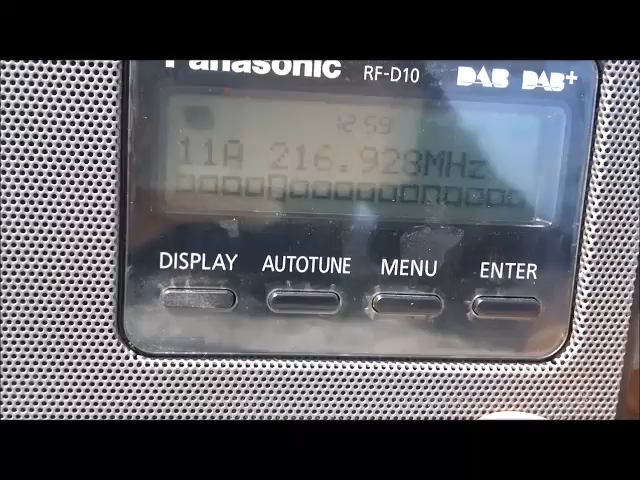 Panasonic RF-D10 DAB DAB+
12:59
11A 216.928MHz
DISPLAY AUTOTUNE MENU ENTER